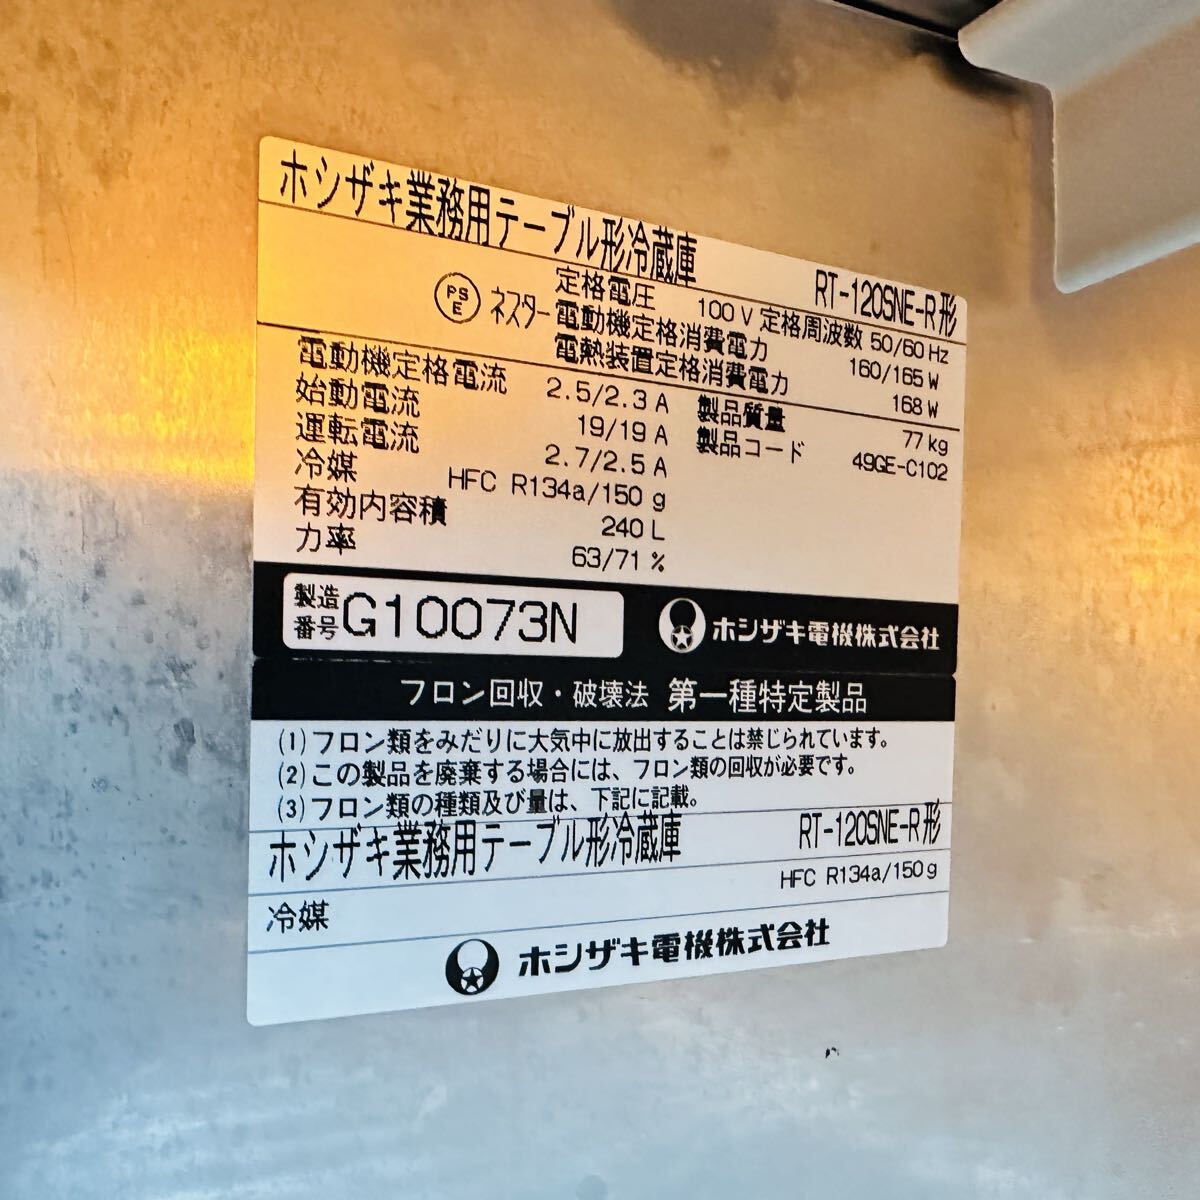 ホシザキ業務用テーブル形冷蔵庫 RT-120SNE-R形
定格電圧 100V 定格周波数 50/60Hz
PS E ネスター 電動機定格消費電力 160/165W
電熱装置定格消費電力 168W
電動機定格電流 2.5/2.3A 製品質量 77kg
始動電流 19/19A 製品コード 49QE-C102
運転電流 2.7/2.5A
冷媒 HFC R134a/150g
有効内容積 240L
力率 63/71%
製造番号 G10073N ホシザキ電機株式会社
フロン回収・破壊法 第一種特定製品
(1)フロン類をみだりに大気中に放出することは禁じられています。
(2)この製品を廃棄する場合には、フロン類の回収が必要です。
(3)フロン類の種類及び量は、下記に記載。
ホシザキ業務用テーブル形冷蔵庫 RT-120SNE-R形
冷媒 HFC R134a/150g
ホシザキ電機株式会社